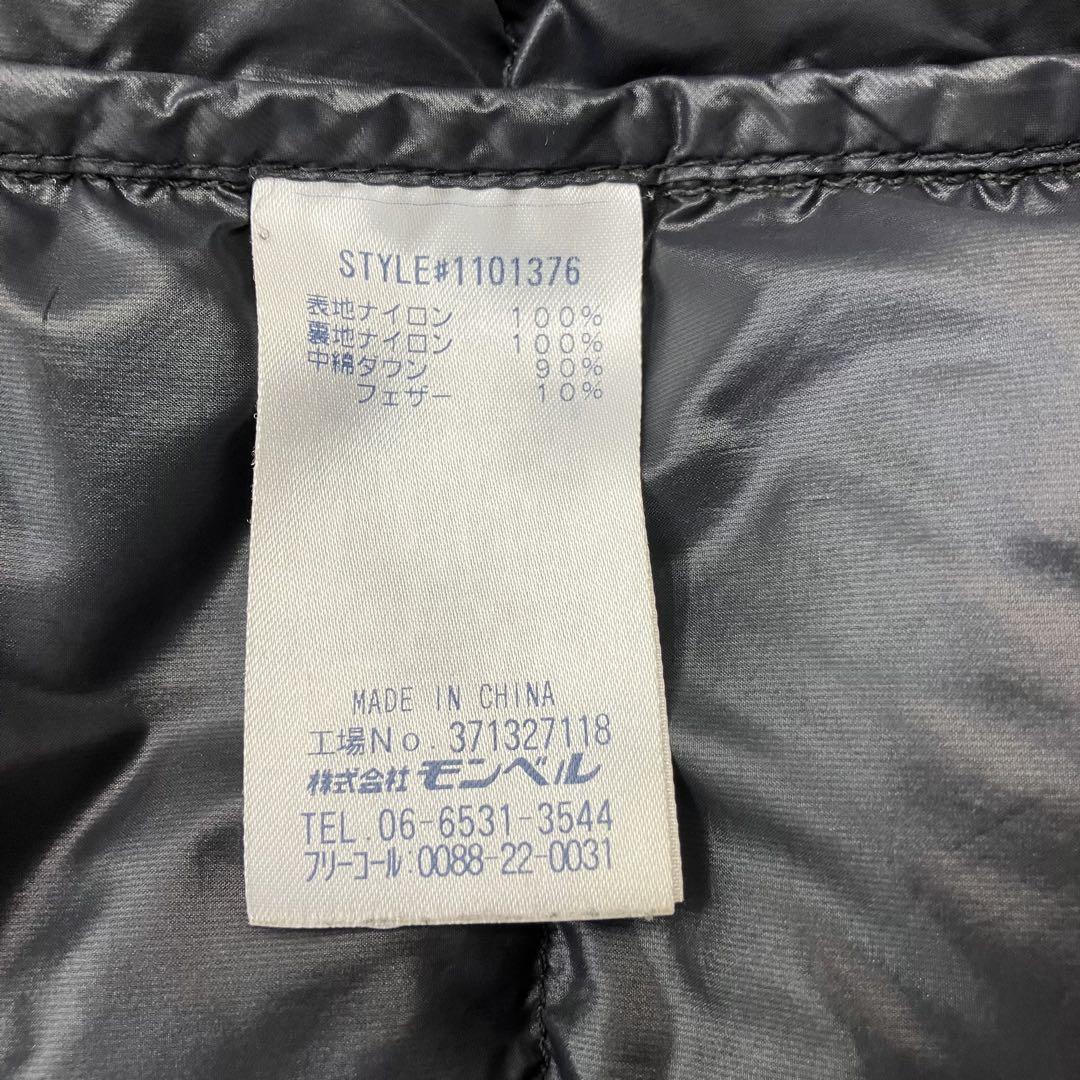 STYLE#1101376
表地ナイロン 100%
裏地ナイロン 100%
中綿ダウン 90%
フェザー 10%
MADE IN CHINA
工場No.371327118
株式会社モンベル
TEL.06-6531-3544
フリーコール:0088-22-0031